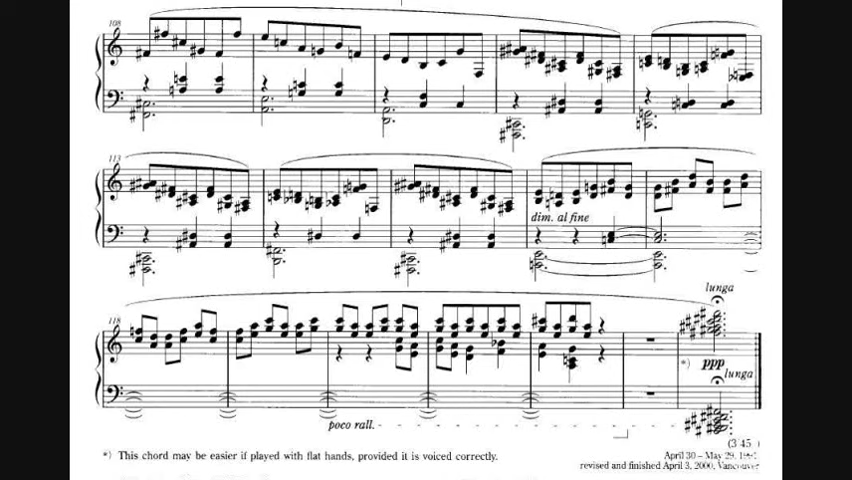 108
113
dim. al fine
lunga
118
*) ppp
lunga
poco rall.
(3'45 )
*) This chord may be easier if played with flat hands, provided it is voiced correctly.
April 30 – May 29,
revised and finished April 3, 2000, Vancouver